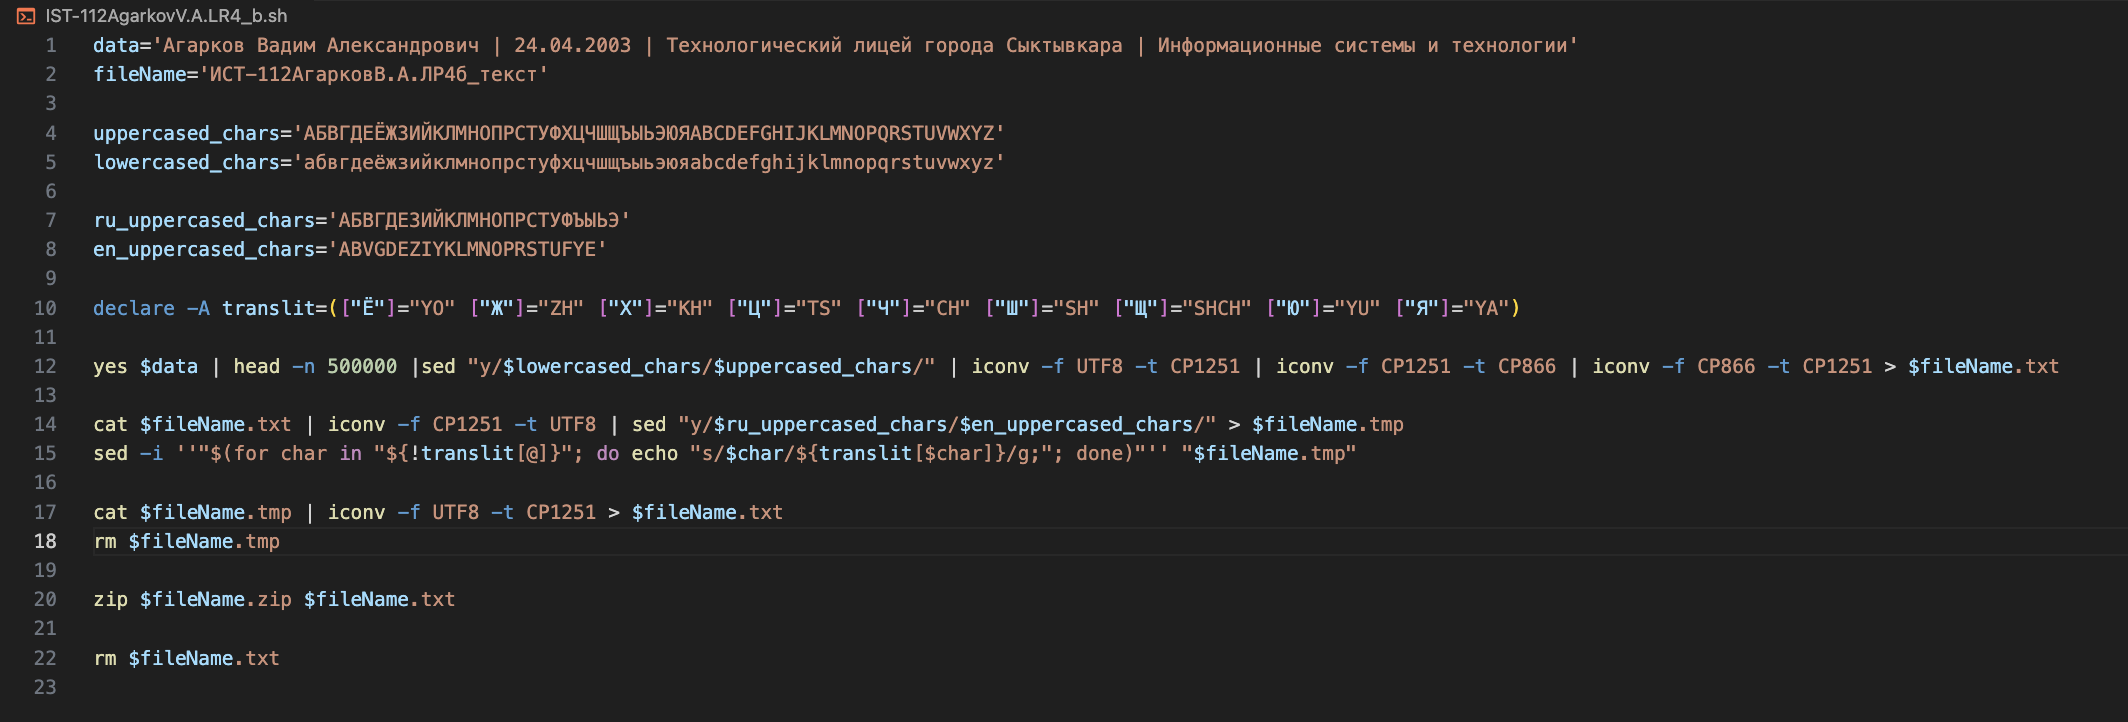 IST-112AgarkovV.A.LR4_b.sh
1 data='Агарков Вадим Александрович | 24.04.2003 | Технологический лицей города Сыктывкара | Информационные системы и технологии'
2 fileName='ИСТ-112АгарковВ.А.ЛР4б_текст'
3
4 uppercased_chars='АБВГДЕЁЖЗИЙКЛМНОПРСТУФХЦЧШЩЪЫЬЭЮЯABCDEFGHIJKLMNOPQRSTUVWXYZ'
5 lowercased_chars='абвгдеёжзийклмнопрстуфхцчшщъыьэюяabcdefghijklmnopqrstuvwxyz'
6
7 ru_uppercased_chars='АБВГДЕЗИЙКЛМНОПРСТУФЪЫЬЭ'
8 en_uppercased_chars='ABVGDEZIYKLMNOPRSTUFYE'
9
10 declare -A translit=(["Ё"]="YO" ["Ж"]="ZH" ["Х"]="KH" ["Ц"]="TS" ["Ч"]="CH" ["Ш"]="SH" ["Щ"]="SHCH" ["Ю"]="YU" ["Я"]="YA")
11
12 yes $data | head -n 500000 |sed "y/$lowercased_chars/$uppercased_chars/" | iconv -f UTF8 -t CP1251 | iconv -f CP1251 -t CP866 | iconv -f CP866 -t CP1251 > $fileName.txt
13
14 cat $fileName.txt | iconv -f CP1251 -t UTF8 | sed "y/$ru_uppercased_chars/$en_uppercased_chars/" > $fileName.tmp
15 sed -i ''"$(for char in "${!translit[@]}"; do echo "s/$char/${translit[$char]}/g;"; done)"'' "$fileName.tmp"
16
17 cat $fileName.tmp | iconv -f UTF8 -t CP1251 > $fileName.txt
18 rm $fileName.tmp
19
20 zip $fileName.zip $fileName.txt
21
22 rm $fileName.txt
23